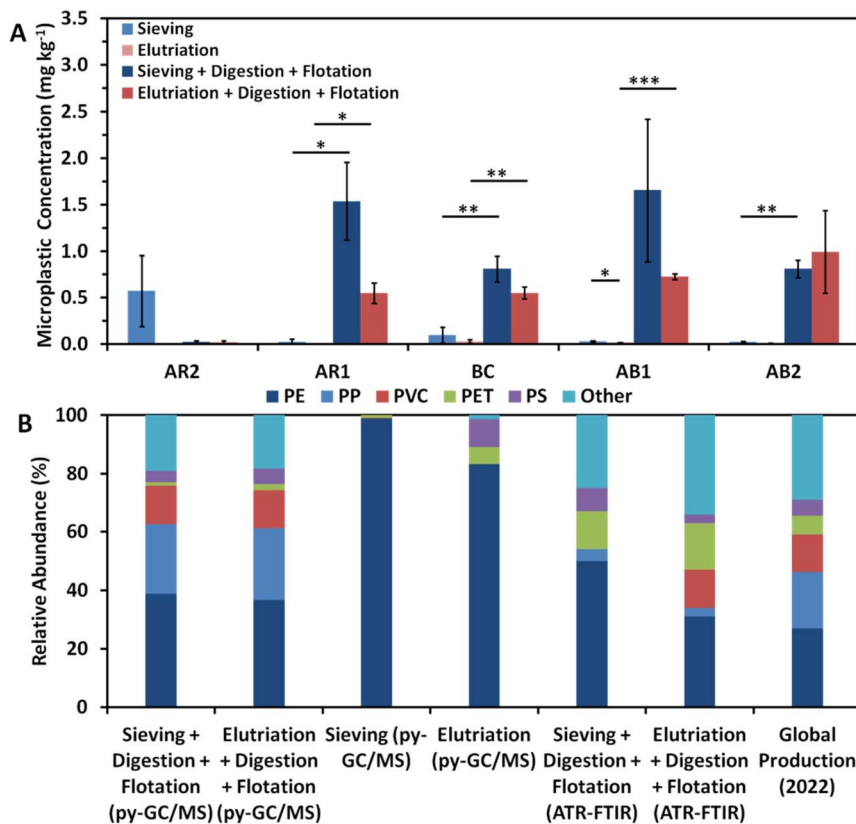 A
Microplastic Concentration (mg kg⁻¹)
3.5
3.0
2.5
2.0
1.5
1.0
0.5
0.0
Sieving
Elutriation
Sieving + Digestion + Flotation
Elutriation + Digestion + Flotation
*
*
**
**
*
***
**
AR2 AR1 BC AB1 AB2
PE PP PVC PET PS Other
B
Relative Abundance (%)
100
80
60
40
20
0
Sieving +
Digestion +
Flotation
(py-GC/MS)
Elutriation
+ Digestion
+ Flotation
(py-GC/MS)
Sieving (py-
GC/MS)
Elutriation
(py-GC/MS)
Sieving +
Digestion +
Flotation
(ATR-FTIR)
Elutriation
+ Digestion
+ Flotation
(ATR-FTIR)
Global
Production
(2022)